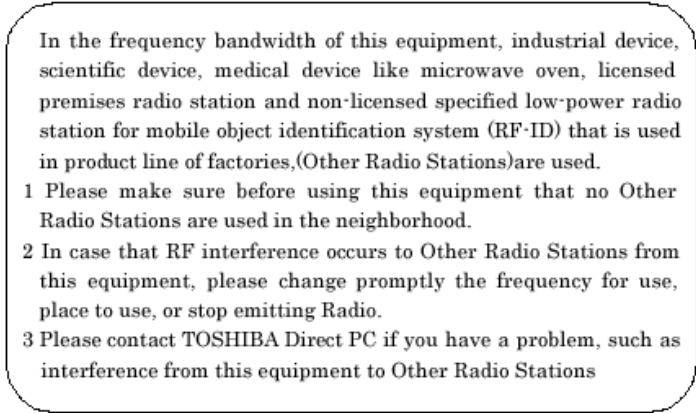 In the frequency bandwidth of this equipment, industrial device,
scientific device, medical device like microwave oven, licensed
premises radio station and non-licensed specified low-power radio
station for mobile object identification system (RF-ID) that is used
in product line of factories,(Other Radio Stations)are used.
1 Please make sure before using this equipment that no Other
Radio Stations are used in the neighborhood.
2 In case that RF interference occurs to Other Radio Stations from
this equipment, please change promptly the frequency for use,
place to use, or stop emitting Radio.
3 Please contact TOSHIBA Direct PC if you have a problem, such as
interference from this equipment to Other Radio Stations